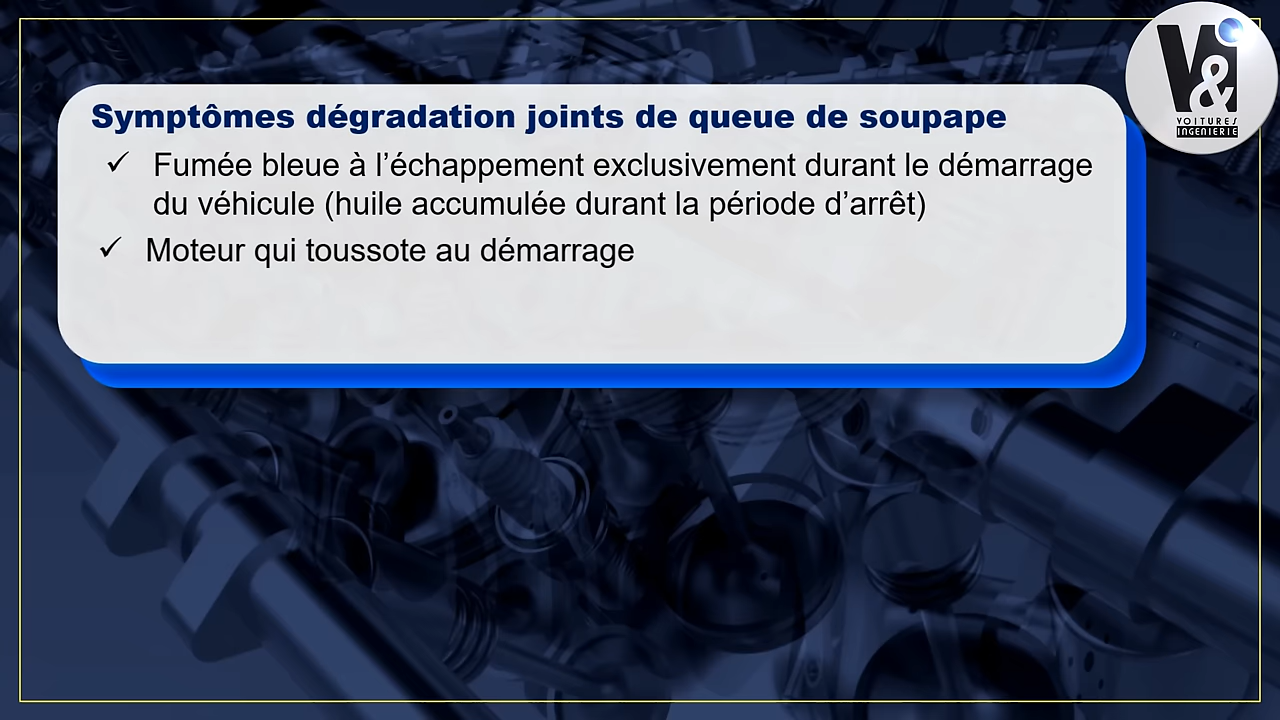 V&i
VOITURES
INGENIERIE
Symptômes dégradation joints de queue de soupape
✓ Fumée bleue à l’échappement exclusivement durant le démarrage
du véhicule (huile accumulée durant la période d’arrêt)
✓ Moteur qui toussote au démarrage